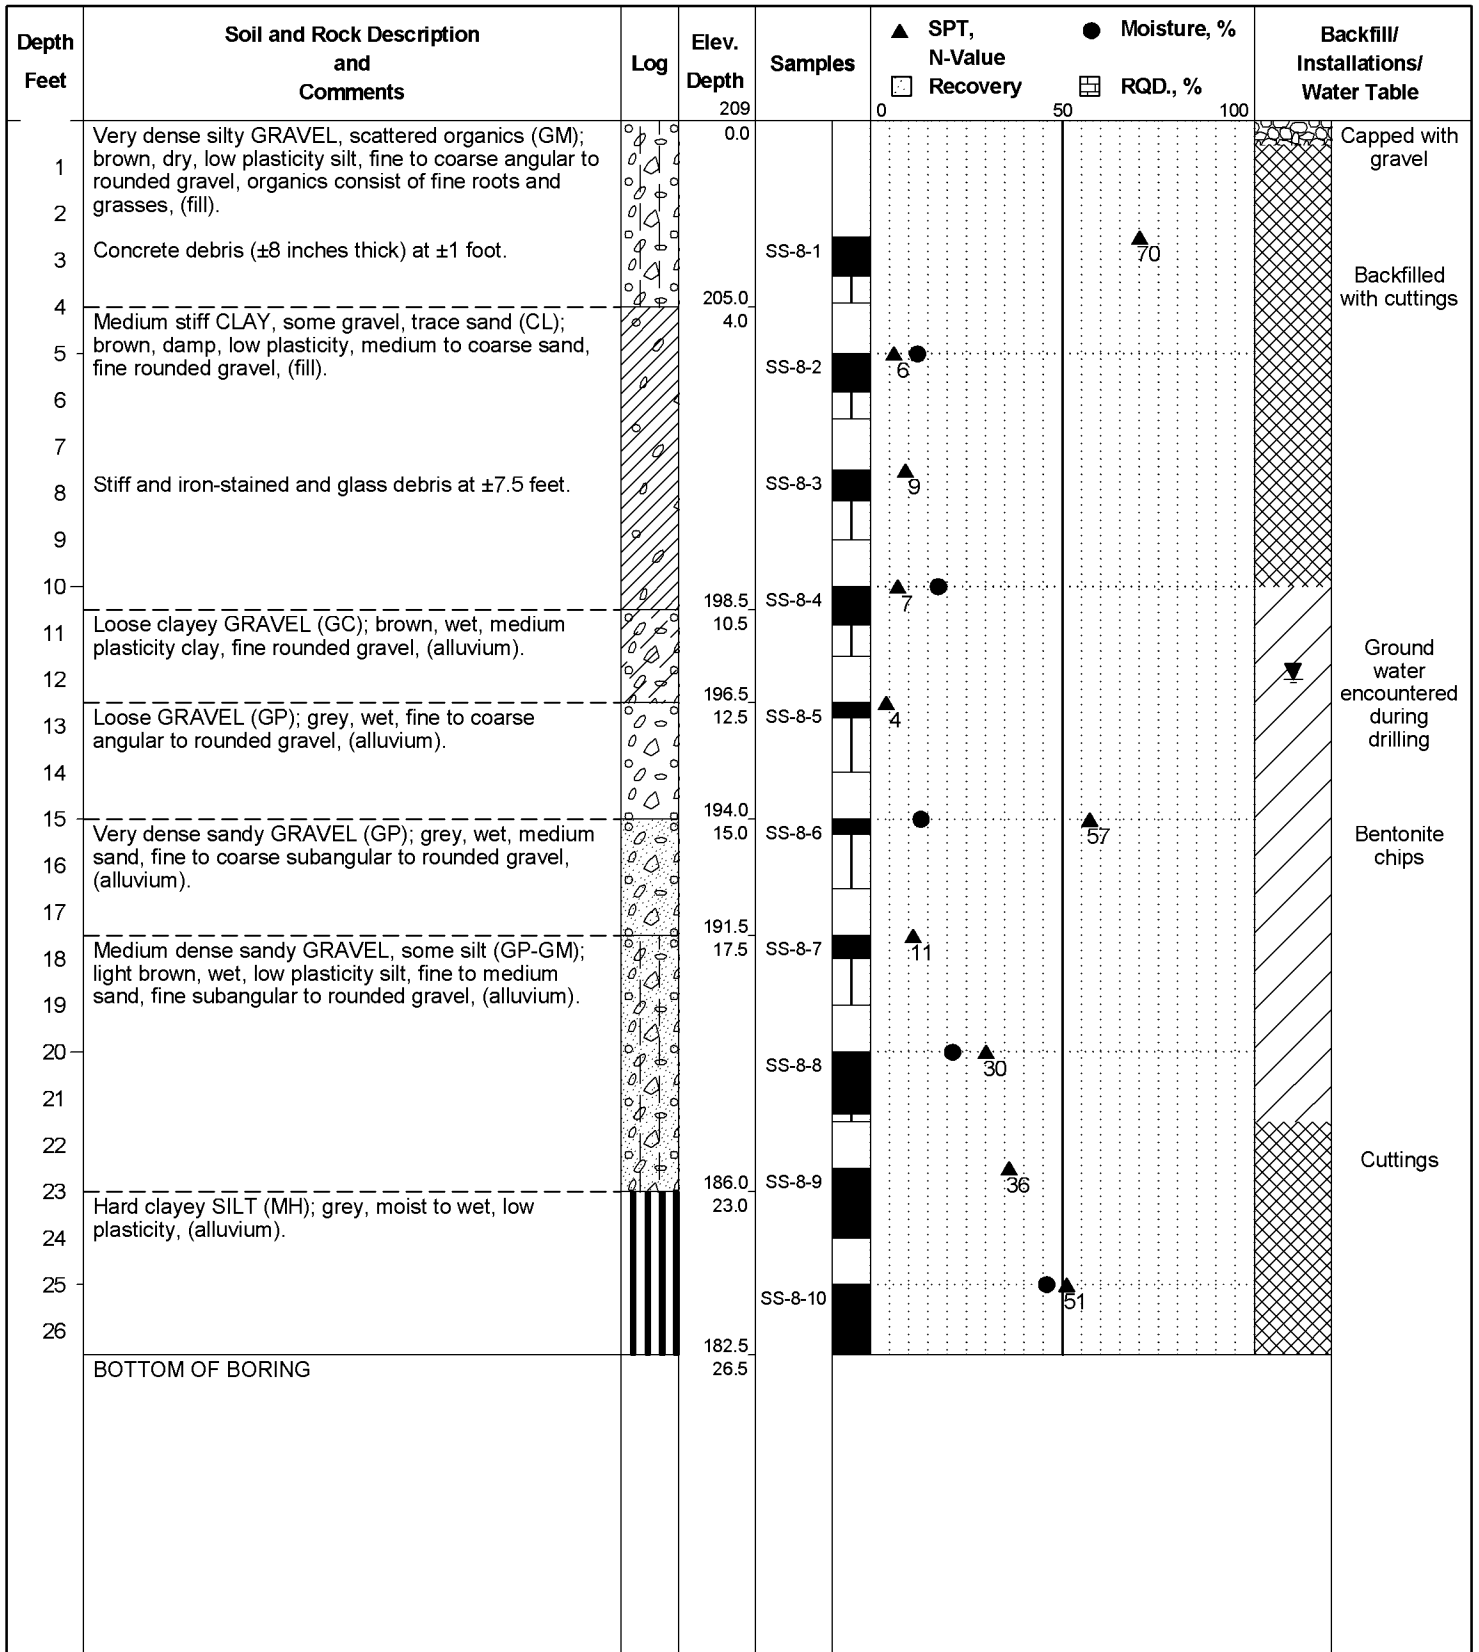 Depth
Feet
Soil and Rock Description
and
Comments
Log
Elev.
Depth
209
Samples
SPT,
N-Value
Moisture, %
Recovery
RQD., %
0 50 100
Backfill/
Installations/
Water Table
0.0
Very dense silty GRAVEL, scattered organics (GM);
brown, dry, low plasticity silt, fine to coarse angular to
rounded gravel, organics consist of fine roots and
grasses, (fill).
Capped with
gravel
1
2
Concrete debris (±8 inches thick) at ±1 foot.
SS-8-1
70
3
Backfilled
with cuttings
4
205.0
4.0
Medium stiff CLAY, some gravel, trace sand (CL);
brown, damp, low plasticity, medium to coarse sand,
fine rounded gravel, (fill).
5
SS-8-2
6
6
7
Stiff and iron-stained and glass debris at ±7.5 feet.
8
SS-8-3
9
9
10
SS-8-4
7
198.5
10.5
Loose clayey GRAVEL (GC); brown, wet, medium
plasticity clay, fine rounded gravel, (alluvium).
11
12
Ground
water
encountered
during
drilling
196.5
12.5
Loose GRAVEL (GP); grey, wet, fine to coarse
angular to rounded gravel, (alluvium).
SS-8-5
4
13
14
15
194.0
15.0
Very dense sandy GRAVEL (GP); grey, wet, medium
sand, fine to coarse subangular to rounded gravel,
(alluvium).
SS-8-6
57
Bentonite
chips
16
17
191.5
17.5
Medium dense sandy GRAVEL, some silt (GP-GM);
light brown, wet, low plasticity silt, fine to medium
sand, fine subangular to rounded gravel, (alluvium).
SS-8-7
11
18
19
20
SS-8-8
30
21
22
Cuttings
23
186.0
23.0
SS-8-9
36
Hard clayey SILT (MH); grey, moist to wet, low
plasticity, (alluvium).
24
25
SS-8-10
51
26
182.5
26.5
BOTTOM OF BORING